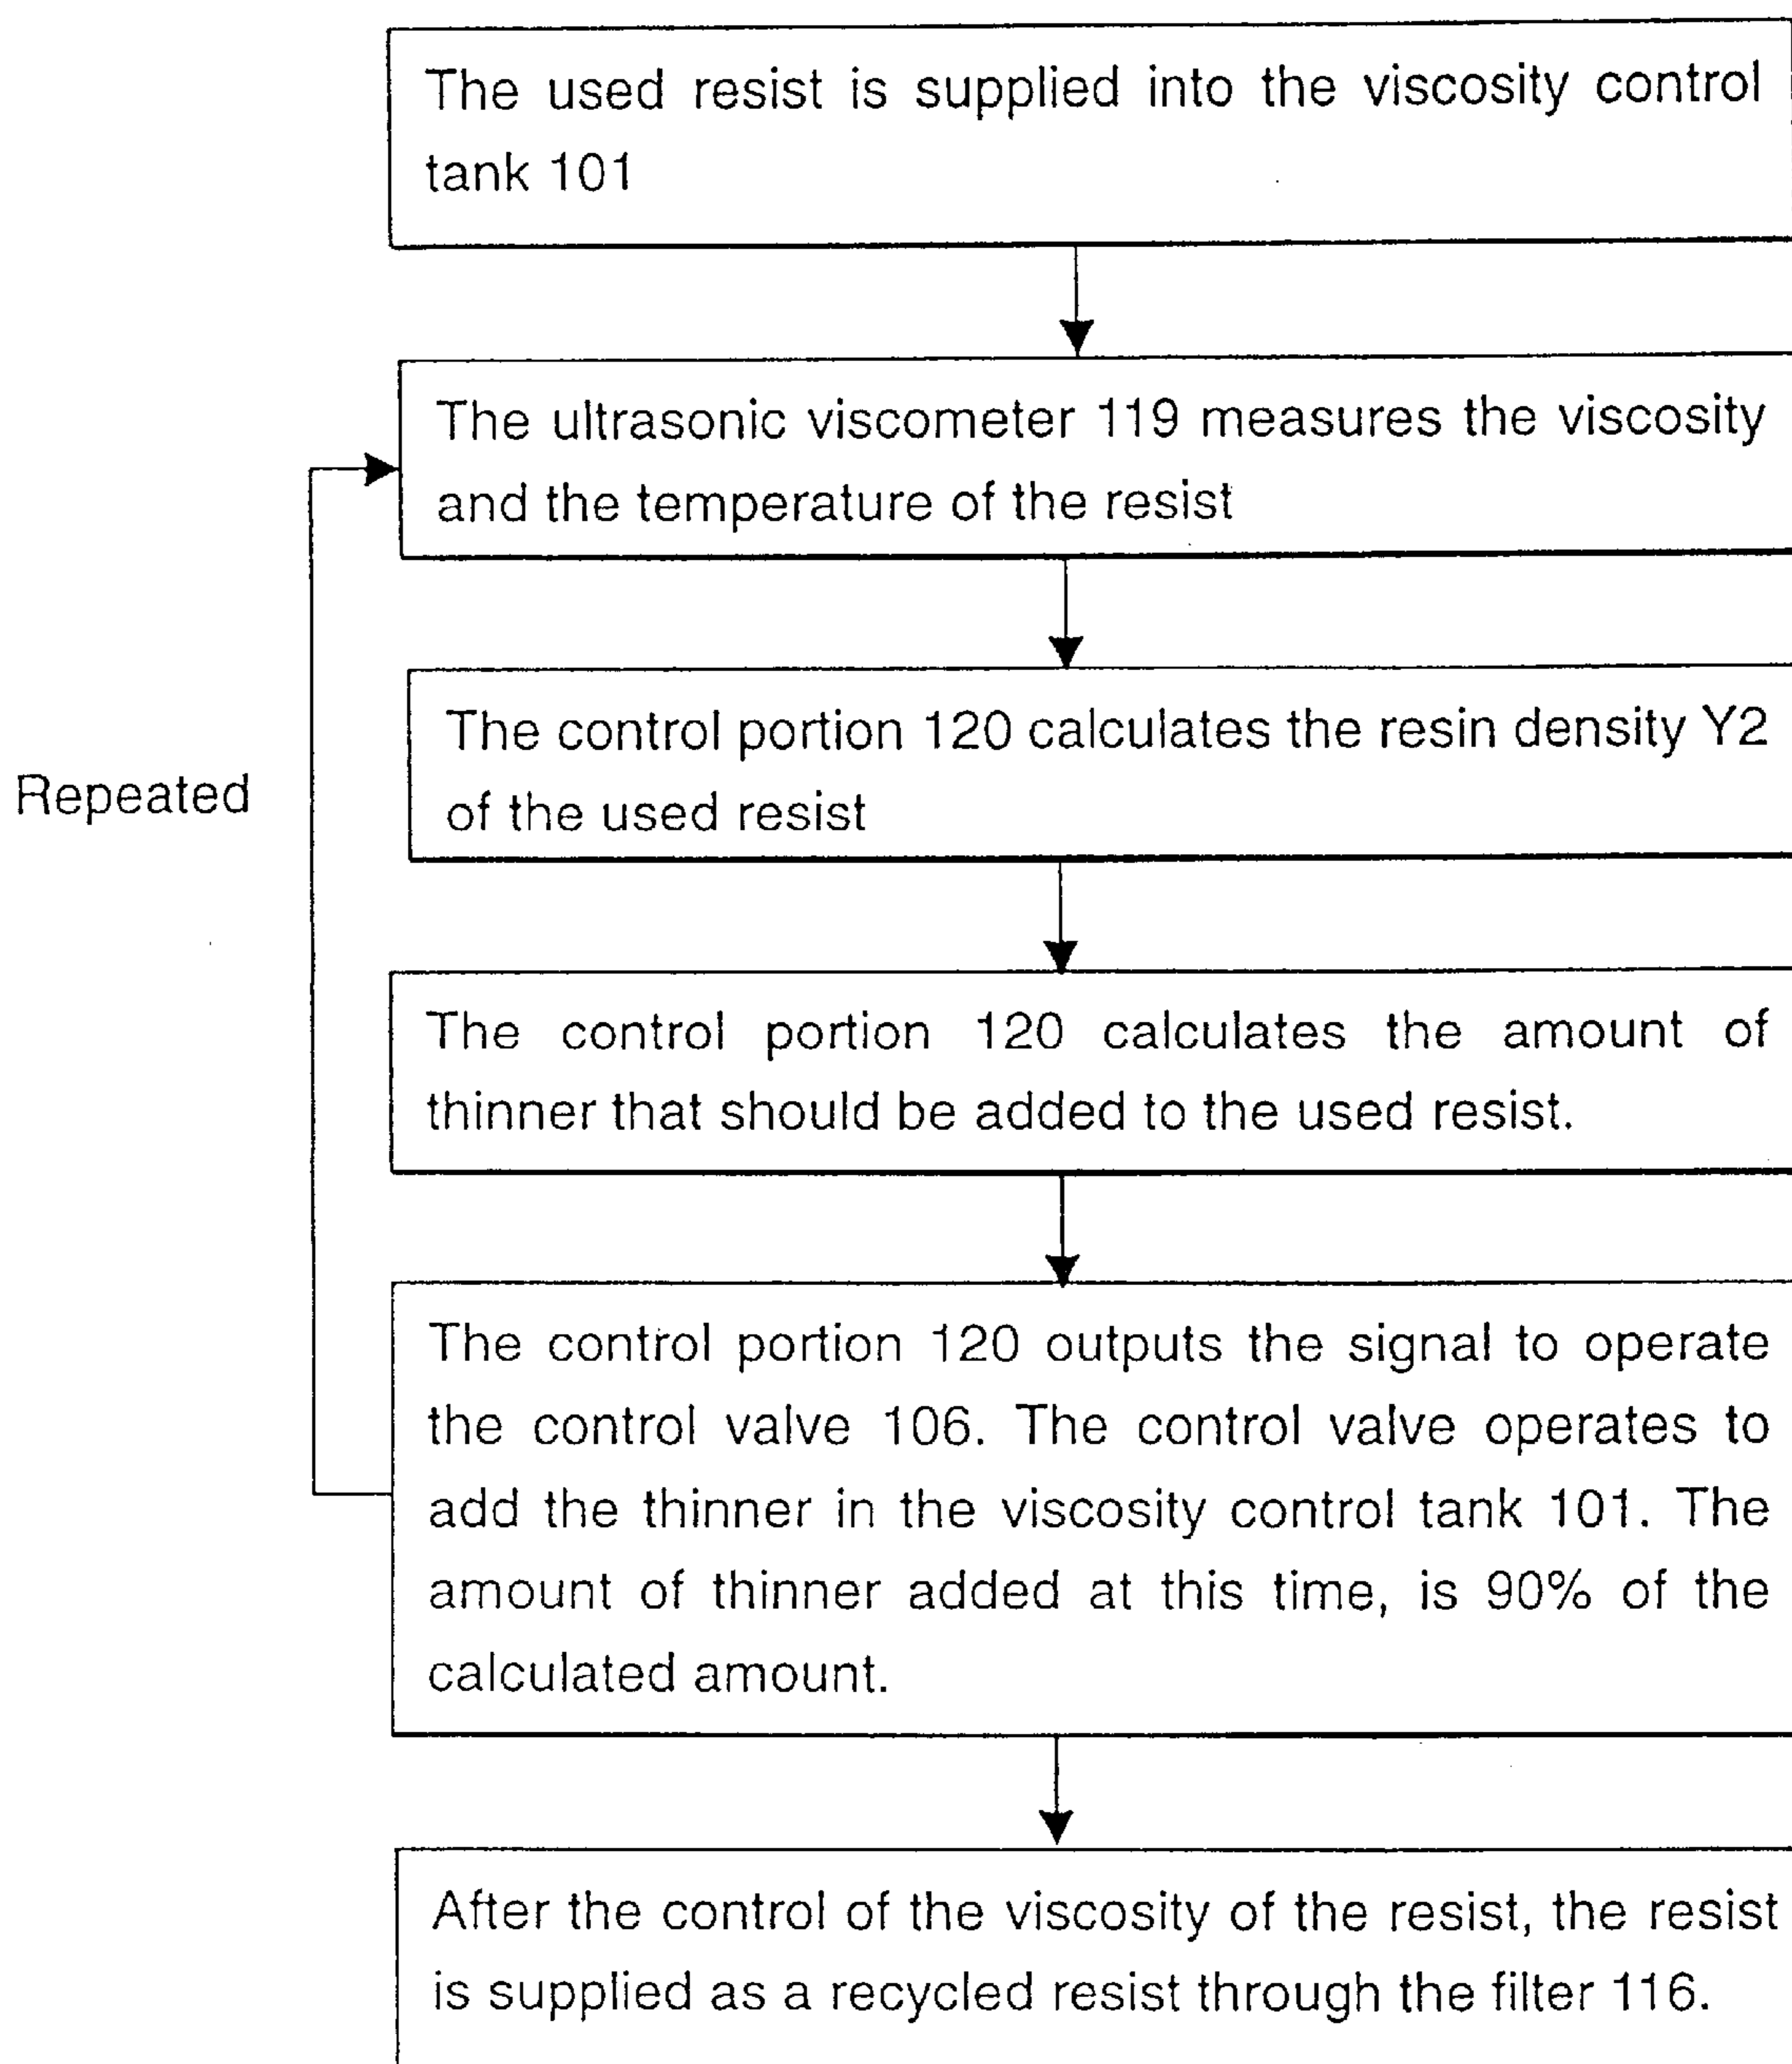 The used resist is supplied into the viscosity control
tank 101
The ultrasonic viscometer 119 measures the viscosity
and the temperature of the resist
Repeated
The control portion 120 calculates the resin density Y2
of the used resist
The control portion 120 calculates the amount of
thinner that should be added to the used resist.
The control portion 120 outputs the signal to operate
the control valve 106. The control valve operates to
add the thinner in the viscosity control tank 101. The
amount of thinner added at this time, is 90% of the
calculated amount.
After the control of the viscosity of the resist, the resist
is supplied as a recycled resist through the filter 116.